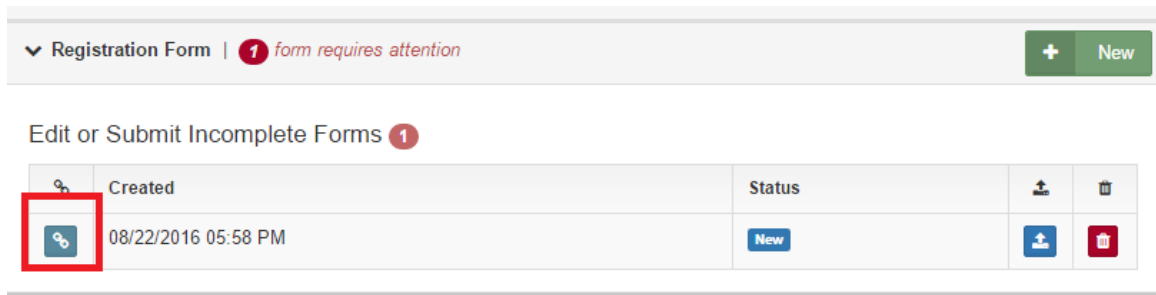 Registration Form | 1 form requires attention
New
Edit or Submit Incomplete Forms 1
Created Status
08/22/2016 05:58 PM New